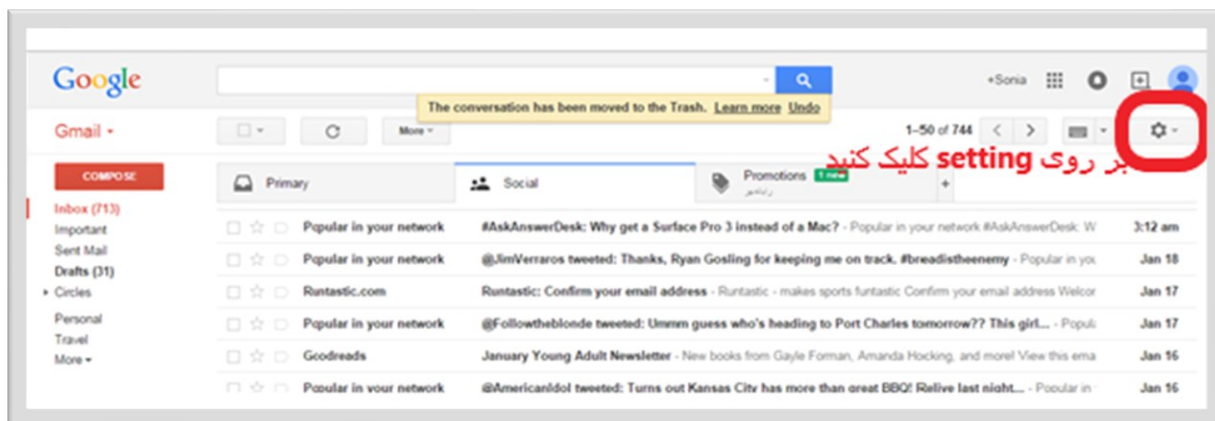 Google
+Sonia
The conversation has been moved to the Trash. Learn more Undo
Gmail
More
1–50 of 744
بر روی setting کلیک کنید
COMPOSE
Primary
Social
Promotions 1 new
+
Inbox (713)
Important
Sent Mail
Drafts (31)
Circles
Personal
Travel
More
Popular in your network #AskAnswerDesk: Why get a Surface Pro 3 instead of a Mac? - Popular in your network #AskAnswerDesk: W 3:12 am
Popular in your network @JimVerraros tweeted: Thanks, Ryan Gosling for keeping me on track. #breadistheenemy - Popular in you Jan 18
Runtastic.com Runtastic: Confirm your email address - Runtastic - makes sports funtastic Confirm your email address Welcor Jan 17
Popular in your network @Followtheblonde tweeted: Ummm guess who's heading to Port Charles tomorrow?? This girl... - Popula Jan 17
Goodreads January Young Adult Newsletter - New books from Gayle Forman, Amanda Hocking, and more! View this ema Jan 16
Popular in your network @AmericanIdol tweeted: Turns out Kansas City has more than great BBQ! Relive last night... - Popular in Jan 16